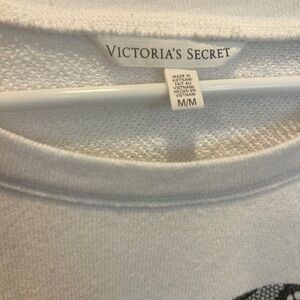 VICTORIA'S SECRET
MADE IN
VIETNAM/
FAIT AU
VIETNAM/
HECHO EN
VIETNAM
M/M